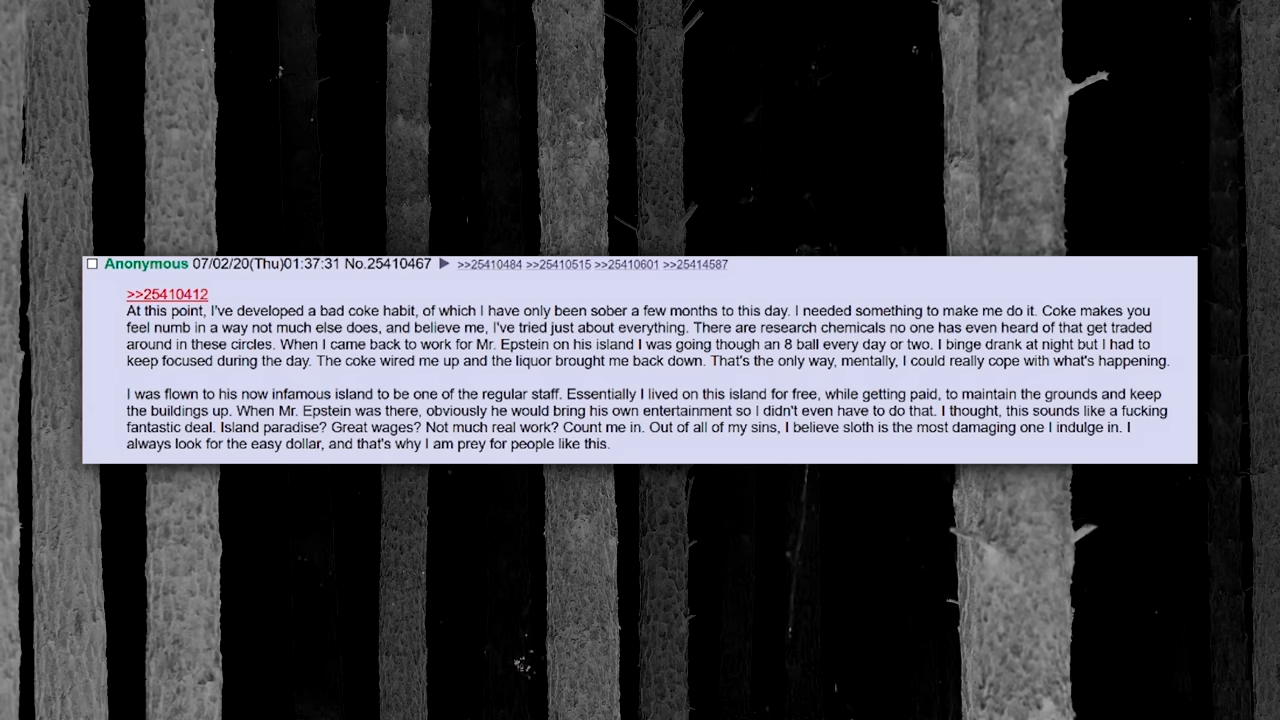 Anonymous 07/02/20(Thu)01:37:31 No.25410467 ▶ >>25410484 >>25410515 >>25410601 >>25414587
>>25410412
At this point, I've developed a bad coke habit, of which I have only been sober a few months to this day. I needed something to make me do it. Coke makes you
feel numb in a way not much else does, and believe me, I've tried just about everything. There are research chemicals no one has even heard of that get traded
around in these circles. When I came back to work for Mr. Epstein on his island I was going though an 8 ball every day or two. I binge drank at night but I had to
keep focused during the day. The coke wired me up and the liquor brought me back down. That's the only way, mentally, I could really cope with what's happening.
I was flown to his now infamous island to be one of the regular staff. Essentially I lived on this island for free, while getting paid, to maintain the grounds and keep
the buildings up. When Mr. Epstein was there, obviously he would bring his own entertainment so I didn't even have to do that. I thought, this sounds like a fucking
fantastic deal. Island paradise? Great wages? Not much real work? Count me in. Out of all of my sins, I believe sloth is the most damaging one I indulge in. I
always look for the easy dollar, and that's why I am prey for people like this.